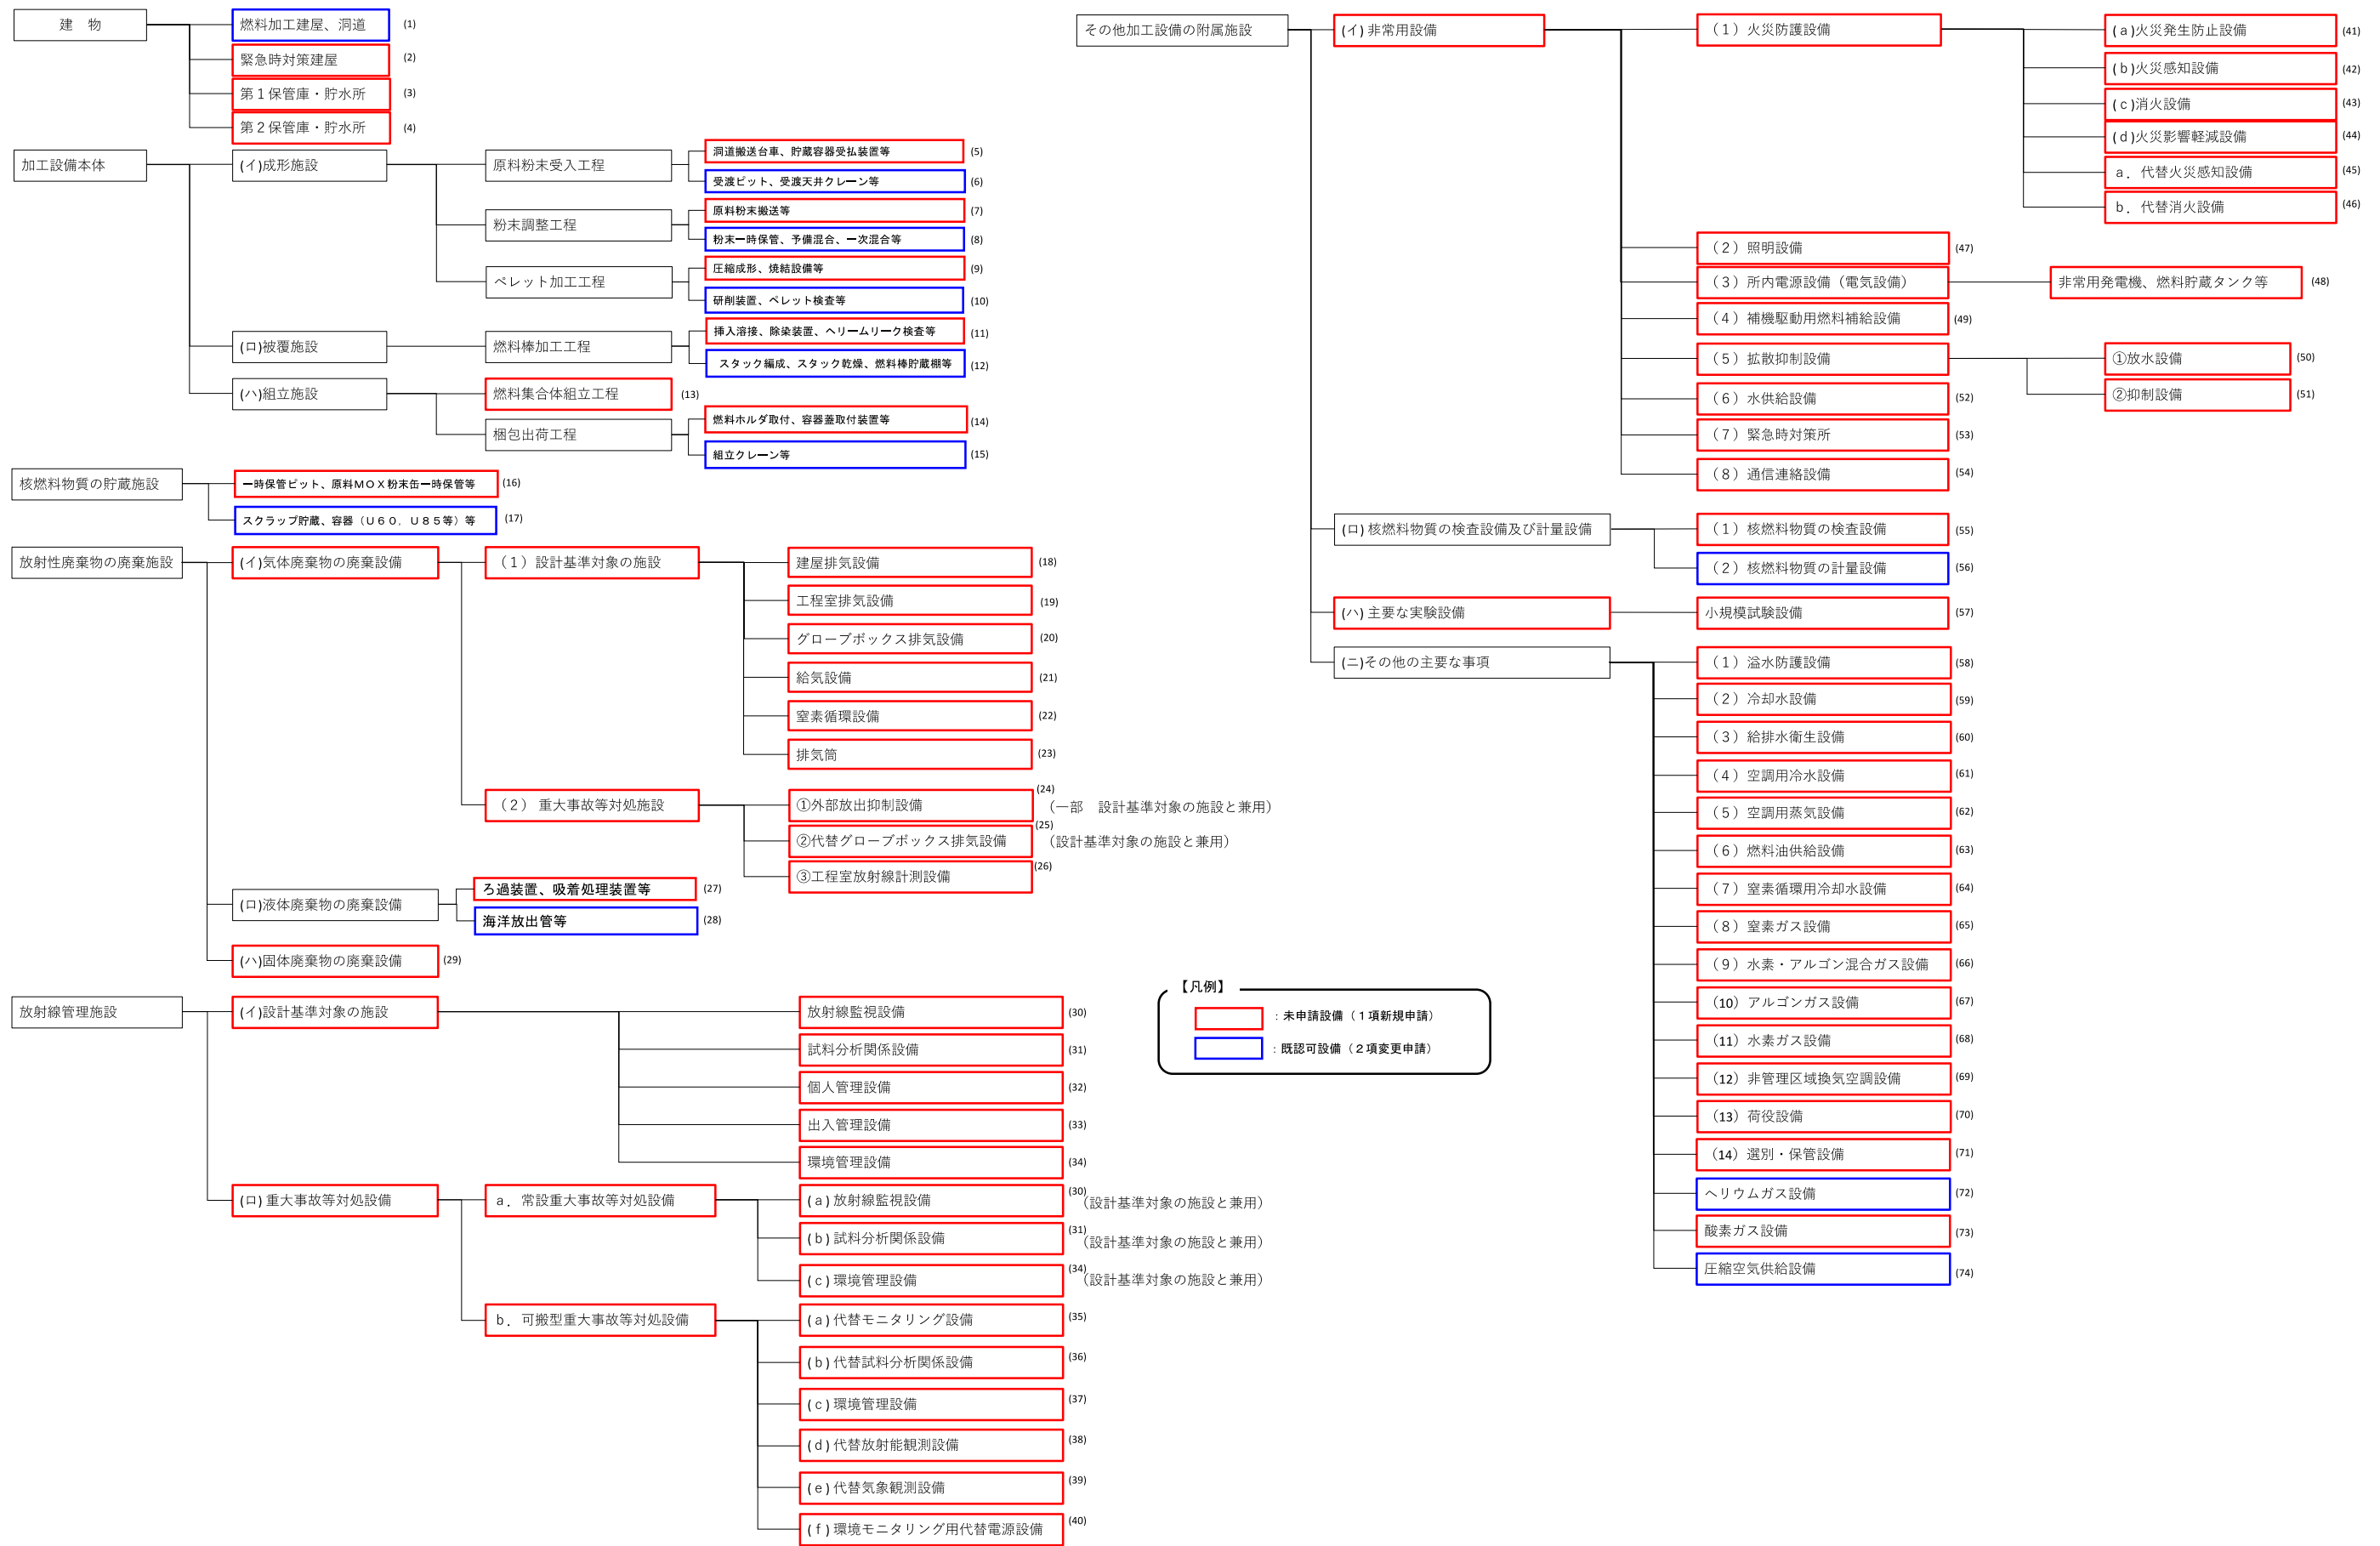 建　物
燃料加工建屋、洞道 (1)
緊急時対策建屋 (2)
第１保管庫・貯水所 (3)
第２保管庫・貯水所 (4)
加工設備本体
(イ)成形施設
原料粉末受入工程
洞道搬送台車、貯蔵容器受払装置等 (5)
受渡ピット、受渡天井クレーン等 (6)
粉末調整工程
原料粉末搬送等 (7)
粉末一時保管、予備混合、一次混合等 (8)
ペレット加工工程
圧縮成形、焼結設備等 (9)
研削装置、ペレット検査等 (10)
(ロ)被覆施設
燃料棒加工工程
挿入溶接、除染装置、ヘリームリーク検査等 (11)
スタック編成、スタック乾燥、燃料棒貯蔵棚等 (12)
(ハ)組立施設
燃料集合体組立工程 (13)
梱包出荷工程
燃料ホルダ取付、容器蓋取付装置等 (14)
組立クレーン等 (15)
核燃料物質の貯蔵施設
一時保管ピット、原料ＭＯＸ粉末缶一時保管等 (16)
スクラップ貯蔵、容器（Ｕ６０．Ｕ８５等）等 (17)
放射性廃棄物の廃棄施設
(イ)気体廃棄物の廃棄設備
（１）設計基準対象の施設
建屋排気設備 (18)
工程室排気設備 (19)
グローブボックス排気設備 (20)
給気設備 (21)
窒素循環設備 (22)
排気筒 (23)
（２） 重大事故等対処施設
①外部放出抑制設備 (24) （一部　設計基準対象の施設と兼用）
②代替グローブボックス排気設備 (25) （設計基準対象の施設と兼用）
③工程室放射線計測設備 (26)
(ロ)液体廃棄物の廃棄設備
ろ過装置、吸着処理装置等 (27)
海洋放出管等 (28)
(ハ)固体廃棄物の廃棄設備 (29)
放射線管理施設
(イ)設計基準対象の施設
放射線監視設備 (30)
試料分析関係設備 (31)
個人管理設備 (32)
出入管理設備 (33)
環境管理設備 (34)
(ロ) 重大事故等対処設備
ａ．常設重大事故等対処設備
(ａ) 放射線監視設備 (30) （設計基準対象の施設と兼用）
(ｂ) 試料分析関係設備 (31) （設計基準対象の施設と兼用）
(ｃ) 環境管理設備 (34) （設計基準対象の施設と兼用）
ｂ．可搬型重大事故等対処設備
(ａ) 代替モニタリング設備 (35)
(ｂ) 代替試料分析関係設備 (36)
(ｃ) 環境管理設備 (37)
(ｄ) 代替放射能観測設備 (38)
(ｅ) 代替気象観測設備 (39)
(ｆ) 環境モニタリング用代替電源設備 (40)
その他加工設備の附属施設
(イ) 非常用設備
（１）火災防護設備
(ａ)火災発生防止設備 (41)
(ｂ)火災感知設備 (42)
(ｃ)消火設備 (43)
(ｄ)火災影響軽減設備 (44)
ａ．代替火災感知設備 (45)
ｂ．代替消火設備 (46)
（２）照明設備 (47)
（３）所内電源設備（電気設備）
非常用発電機、燃料貯蔵タンク等 (48)
（４）補機駆動用燃料補給設備 (49)
（５）拡散抑制設備
①放水設備 (50)
②抑制設備 (51)
（６）水供給設備 (52)
（７）緊急時対策所 (53)
（８）通信連絡設備 (54)
(ロ) 核燃料物質の検査設備及び計量設備
（１）核燃料物質の検査設備 (55)
（２）核燃料物質の計量設備 (56)
(ハ) 主要な実験設備
小規模試験設備 (57)
(ニ)その他の主要な事項
（１）溢水防護設備 (58)
（２）冷却水設備 (59)
（３）給排水衛生設備 (60)
（４）空調用冷水設備 (61)
（５）空調用蒸気設備 (62)
（６）燃料油供給設備 (63)
（７）窒素循環用冷却水設備 (64)
（８）窒素ガス設備 (65)
（９）水素・アルゴン混合ガス設備 (66)
（10）アルゴンガス設備 (67)
（11）水素ガス設備 (68)
（12）非管理区域換気空調設備 (69)
（13）荷役設備 (70)
（14）選別・保管設備 (71)
ヘリウムガス設備 (72)
酸素ガス設備 (73)
圧縮空気供給設備 (74)
【凡例】
：未申請設備（１項新規申請）
：既認可設備（２項変更申請）